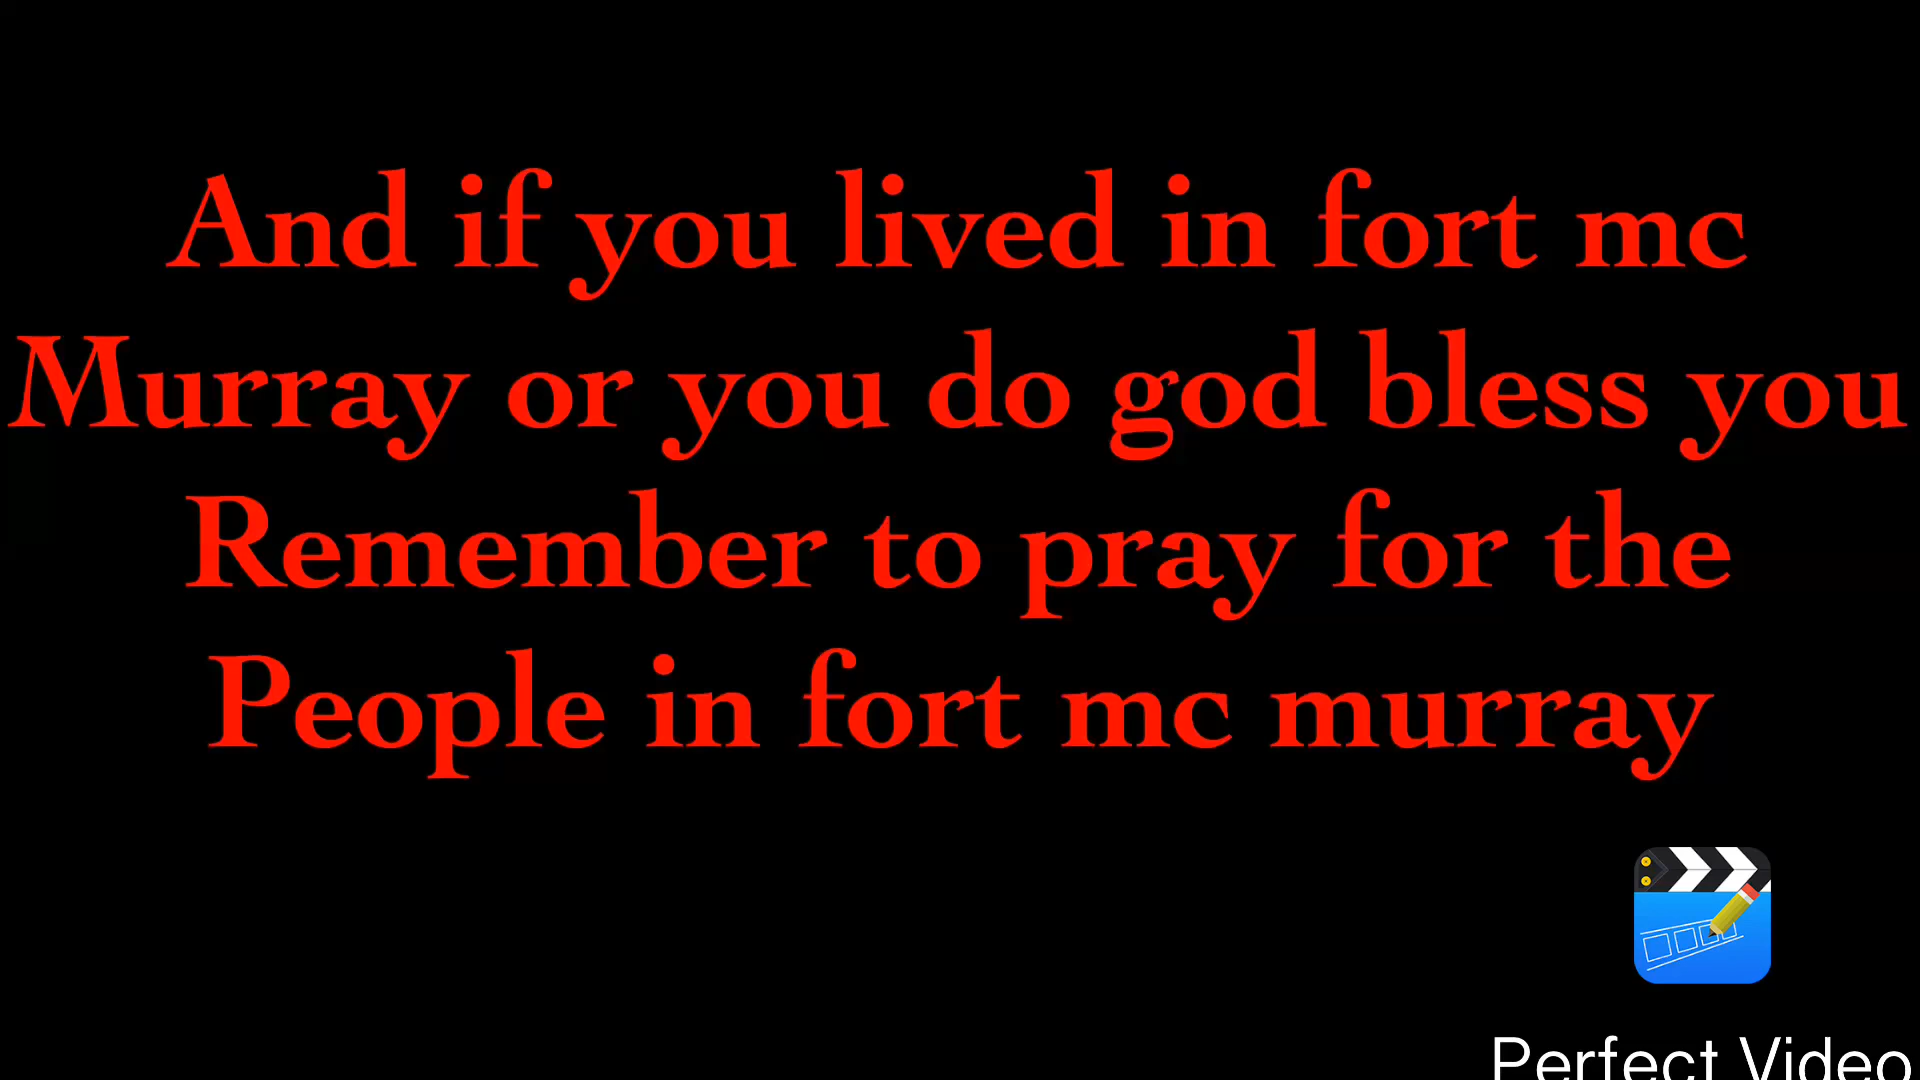 And if you lived in fort mc
Murray or you do god bless you
Remember to pray for the
People in fort mc murray
Perfect Video